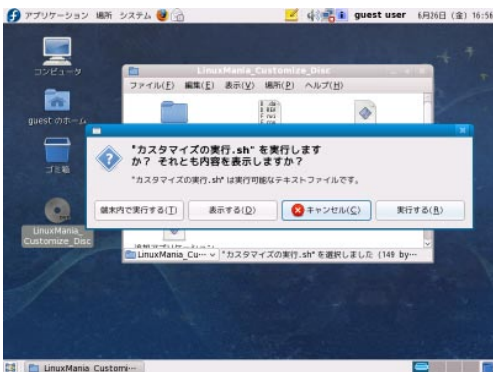 アプリケーション 場所 システム guest user 6月26日 (金) 16:56
コンピュータ
guest のホーム
ゴミ箱
LinuxMania_
Customize_Disc
LinuxMania_Customize_Disc
ファイル(F) 編集(E) 表示(V) 場所(P) ヘルプ(H)
"カスタマイズの実行.sh" を実行します
か？ それとも内容を表示しますか？
"カスタマイズの実行.sh" は実行可能なテキストファイルです。
端末内で実行する(T) 表示する(D) キャンセル(C) 実行する(R)
LinuxMania_Cu… "カスタマイズの実行.sh" を選択しました (149 by…
LinuxMania_Customi…